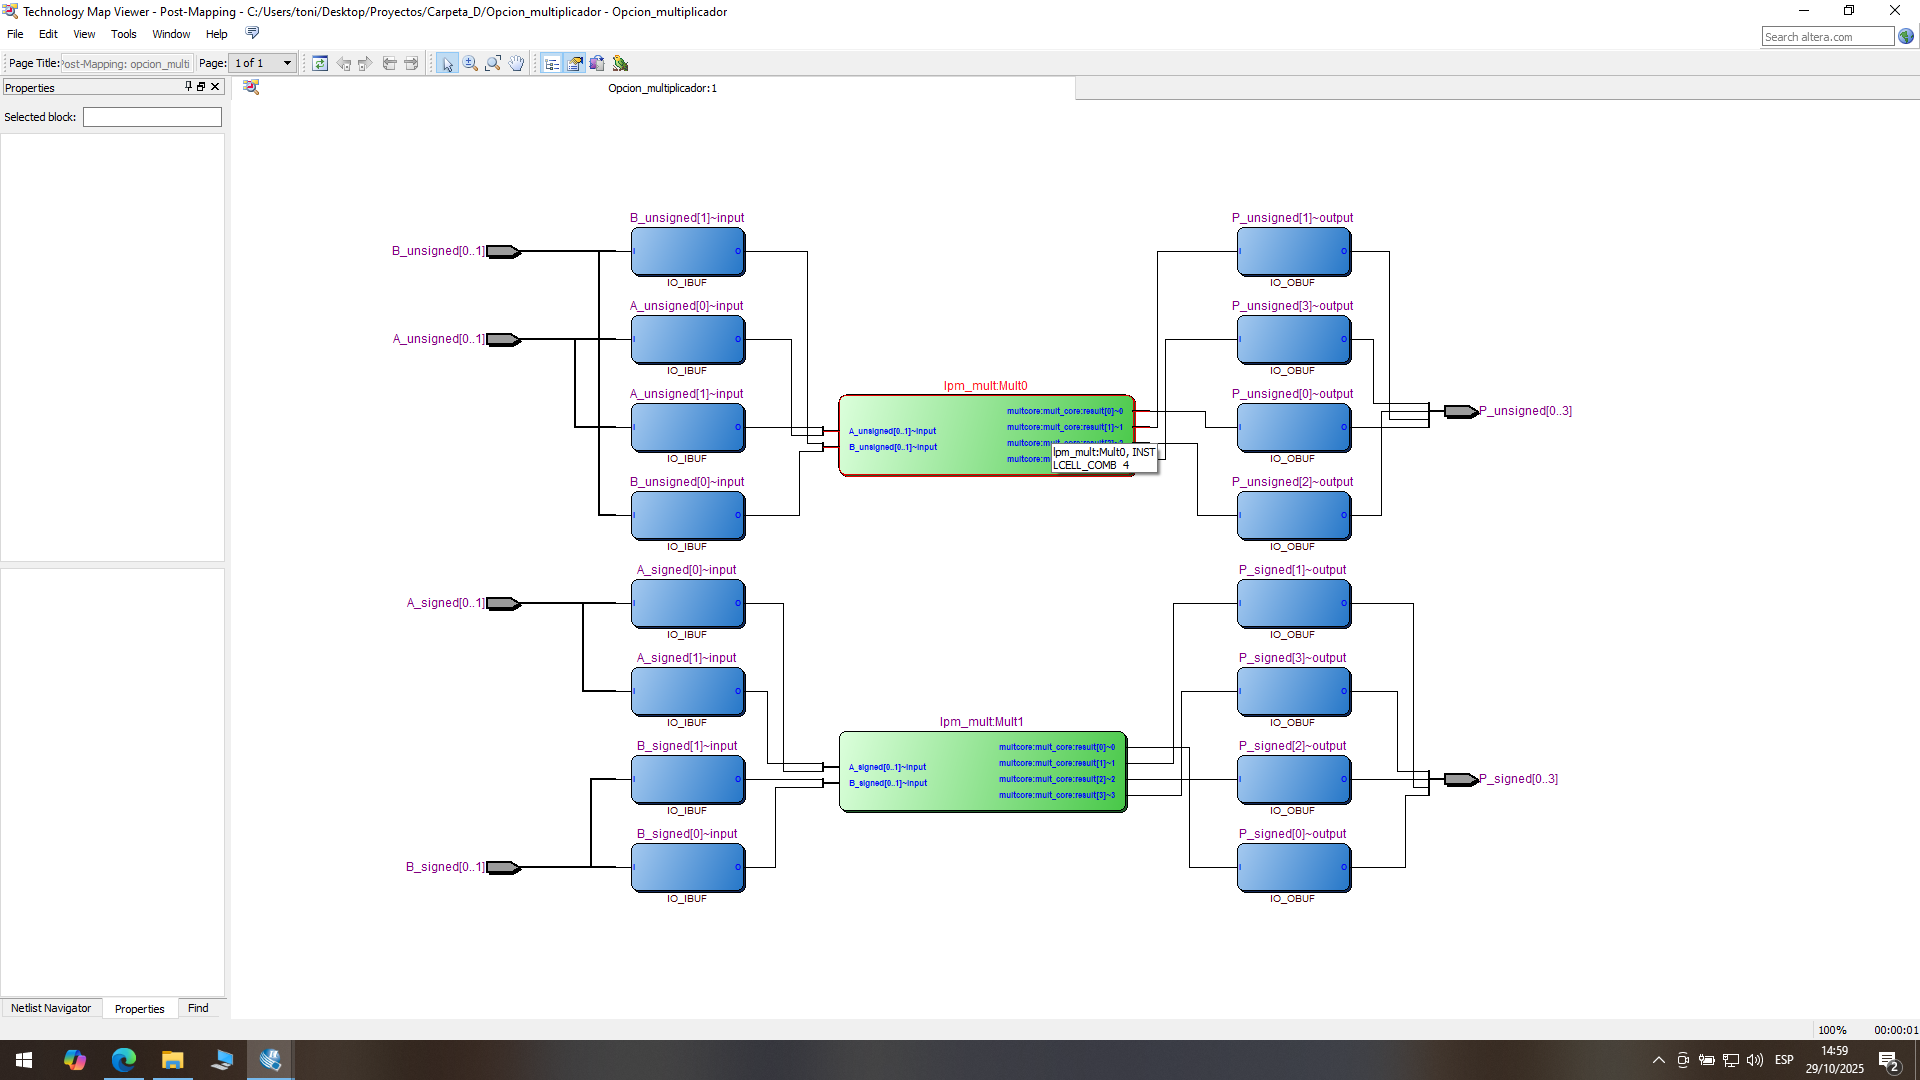 Technology Map Viewer - Post-Mapping - C:/Users/toni/Desktop/Proyectos/Carpeta_D/Opcion_multiplicador - Opcion_multiplicador
File Edit View Tools Window Help
Search altera.com
Page Title: Post-Mapping: opcion_multi Page: 1 of 1
Properties
Opcion_multiplicador:1
Selected block:
B_unsigned[1]~input
B_unsigned[0..1]
I O
IO_IBUF
A_unsigned[0]~input
A_unsigned[0..1]
I O
IO_IBUF
A_unsigned[1]~input
I O
IO_IBUF
B_unsigned[0]~input
I O
IO_IBUF
lpm_mult:Mult0
A_unsigned[0..1]~input
B_unsigned[0..1]~input
multcore:mult_core:result[0]~0
multcore:mult_core:result[1]~1
multcore:mult_core:result[2]~2
multcore:mu
lpm_mult:Mult0, INST
LCELL_COMB 4
P_unsigned[1]~output
I O
IO_OBUF
P_unsigned[3]~output
I O
IO_OBUF
P_unsigned[0]~output
I O
IO_OBUF
P_unsigned[2]~output
I O
IO_OBUF
P_unsigned[0..3]
A_signed[0]~input
A_signed[0..1]
I O
IO_IBUF
A_signed[1]~input
I O
IO_IBUF
B_signed[1]~input
I O
IO_IBUF
B_signed[0]~input
B_signed[0..1]
I O
IO_IBUF
lpm_mult:Mult1
A_signed[0..1]~input
B_signed[0..1]~input
multcore:mult_core:result[0]~0
multcore:mult_core:result[1]~1
multcore:mult_core:result[2]~2
multcore:mult_core:result[3]~3
P_signed[1]~output
I O
IO_OBUF
P_signed[3]~output
I O
IO_OBUF
P_signed[2]~output
I O
IO_OBUF
P_signed[0]~output
I O
IO_OBUF
P_signed[0..3]
Netlist Navigator Properties Find
100% 00:00:01
ESP
14:59
29/10/2025
2